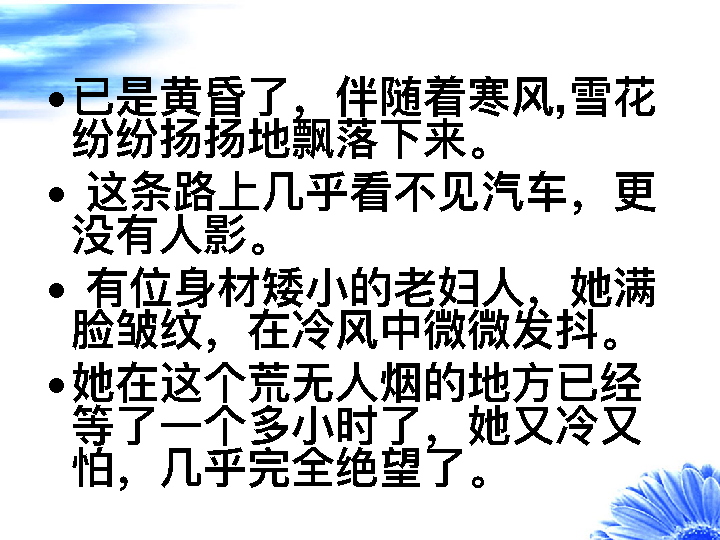 •已是黄昏了，伴随着寒风,雪花
纷纷扬扬地飘落下来。
• 这条路上几乎看不见汽车，更
没有人影。
• 有位身材矮小的老妇人，她满
脸皱纹，在冷风中微微发抖。
•她在这个荒无人烟的地方已经
等了一个多小时了，她又冷又
怕，几乎完全绝望了。